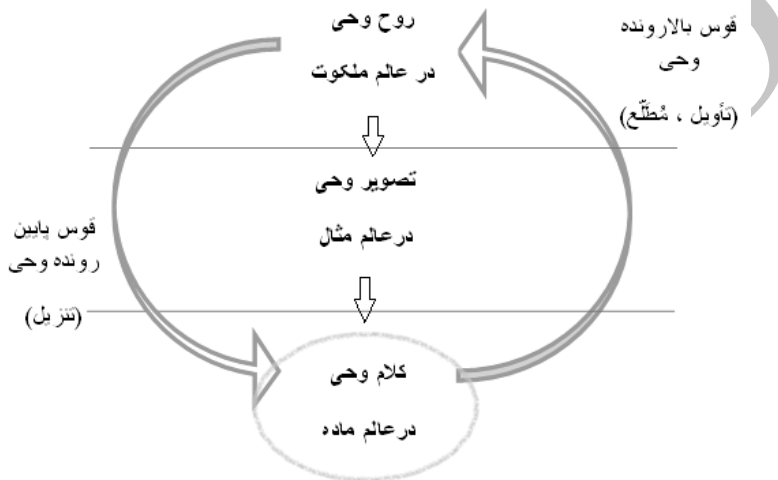 روح وحی
در عالم ملکوت
قوس بالارونده
وحی
(تأویل ، مُطَلَّع)
تصویر وحی
درعالم مثال
قوس پایین
رونده وحی
(تنزیل)
کلام وحی
درعالم ماده